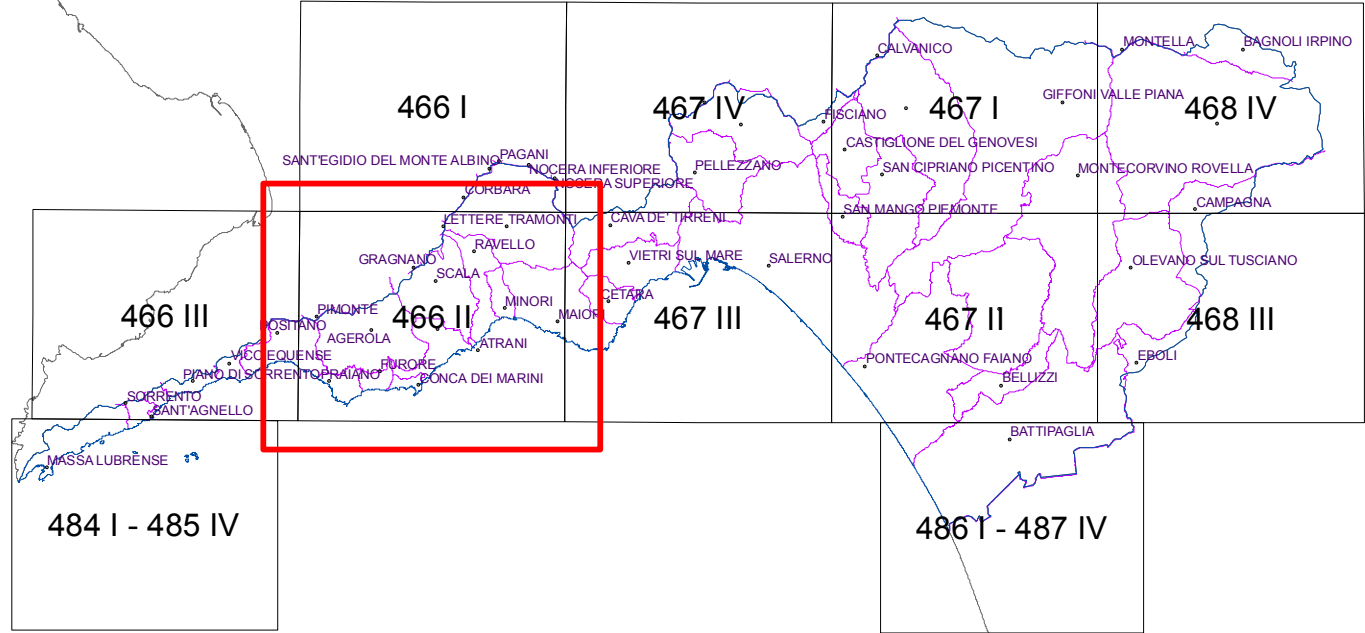 CALVANICO
MONTELLA
BAGNOLI IRPINO
466 I
467 IV
467 I
GIFFONI VALLE PIANA
468 IV
FISCIANO
CASTIGLIONE DEL GENOVESI
SANT'EGIDIO DEL MONTE ALBINO
PAGANI
NOCERA INFERIORE
PELLEZZANO
SAN CIPRIANO PICENTINO
MONTECORVINO ROVELLA
NOCERA SUPERIORE
CORBARA
CAMPAGNA
SAN MANGO PIEMONTE
LETTERE
TRAMONTI
CAVA DE' TIRRENI
RAVELLO
GRAGNANO
VIETRI SUL MARE
SALERNO
OLEVANO SUL TUSCIANO
SCALA
CETARA
MINORI
466 III
PIMONTE
466 II
MAIORI
467 III
467 II
468 III
POSITANO
AGEROLA
ATRANI
VICO EQUENSE
FURORE
PONTECAGNANO FAIANO
EBOLI
PIANO DI SORRENTO
PRAIANO
CONCA DEI MARINI
BELLIZZI
SORRENTO
SANT'AGNELLO
BATTIPAGLIA
MASSA LUBRENSE
484 I - 485 IV
486 I - 487 IV